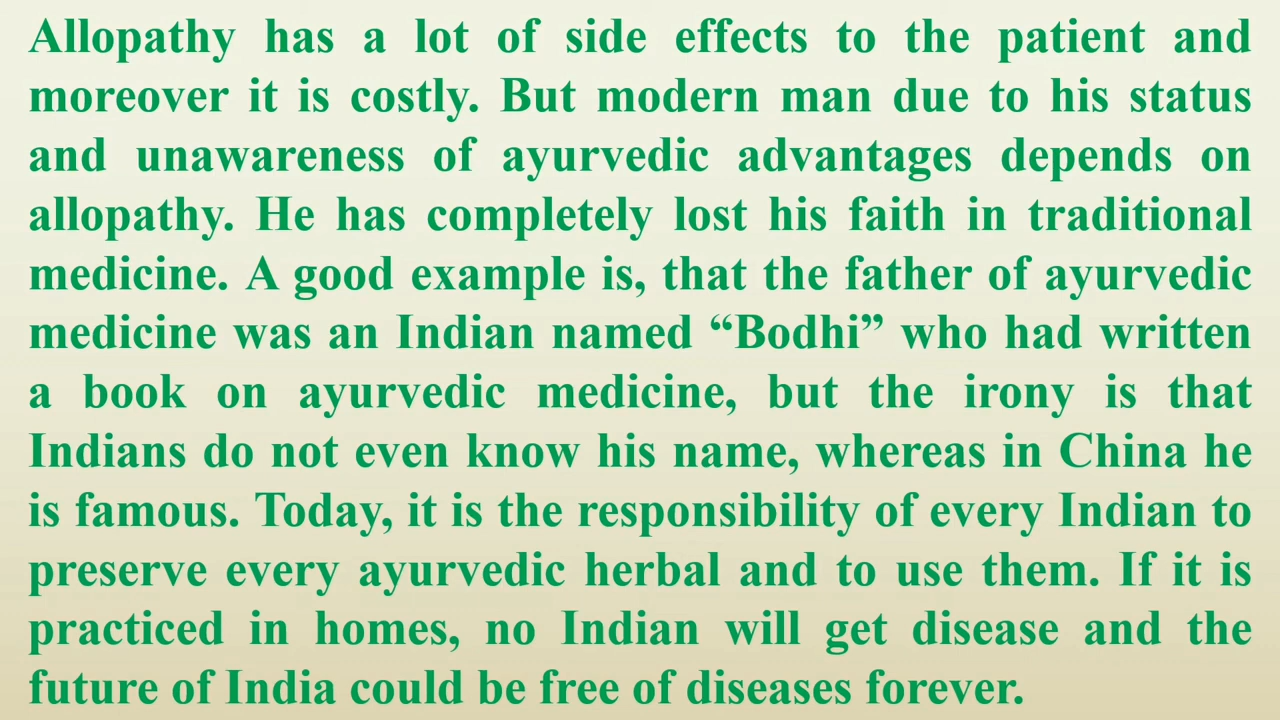 Allopathy has a lot of side effects to the patient and
moreover it is costly. But modern man due to his status
and unawareness of ayurvedic advantages depends on
allopathy. He has completely lost his faith in traditional
medicine. A good example is, that the father of ayurvedic
medicine was an Indian named “Bodhi” who had written
a book on ayurvedic medicine, but the irony is that
Indians do not even know his name, whereas in China he
is famous. Today, it is the responsibility of every Indian to
preserve every ayurvedic herbal and to use them. If it is
practiced in homes, no Indian will get disease and the
future of India could be free of diseases forever.